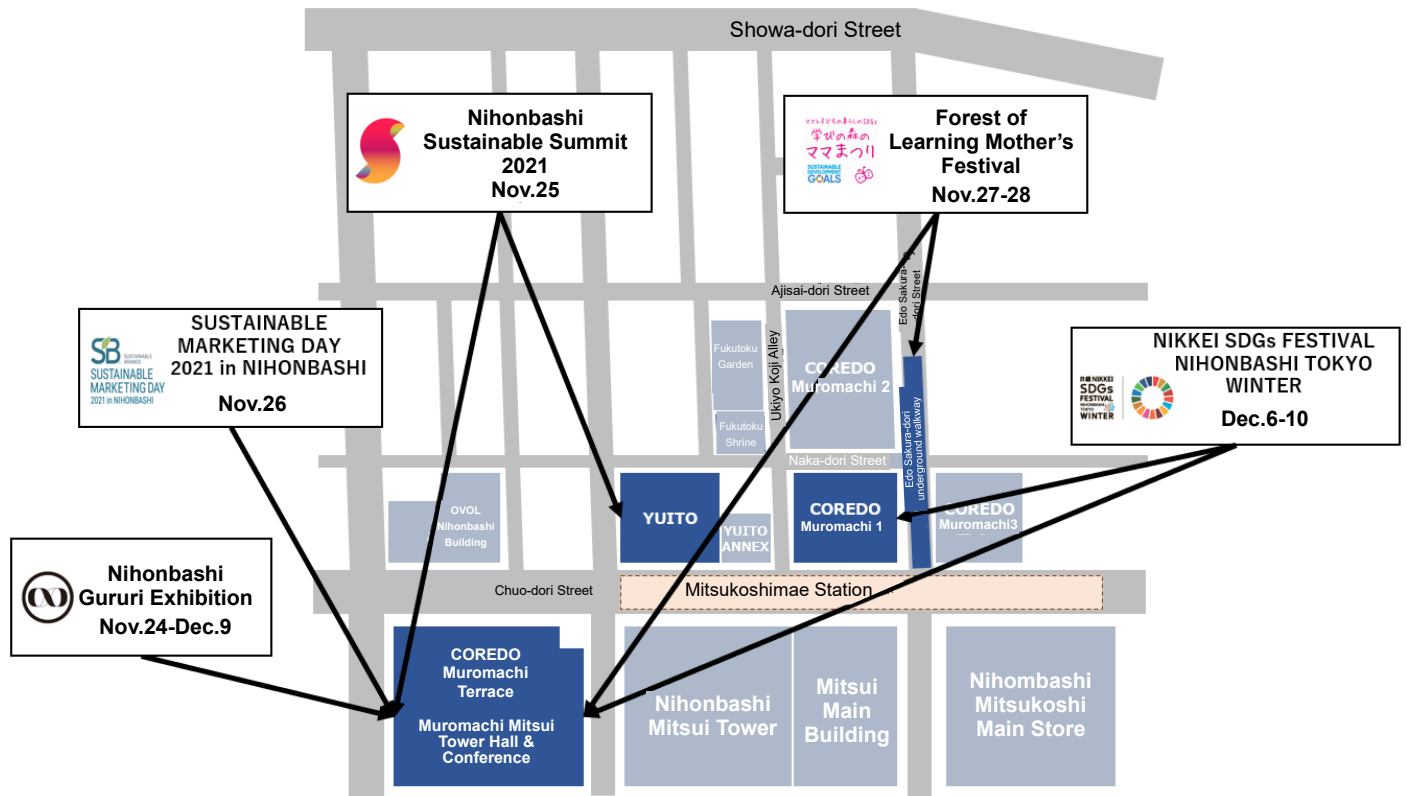 Showa-dori Street
Nihonbashi
Sustainable Summit
2021
Nov.25
ママと子どもの暮らしのSDGs
学びの森の
ママまつり
SUSTAINABLE
DEVELOPMENT
GOALS
Forest of
Learning Mother's
Festival
Nov.27-28
Ajisai-dori Street
Edo Sakura-
dori Street
SB
SUSTAINABLE
BRANDS
SUSTAINABLE
MARKETING DAY
2021 in NIHONBASHI
SUSTAINABLE
MARKETING DAY
2021 in NIHONBASHI
Nov.26
Fukutoku
Garden
Fukutoku
Shrine
Ukiyo Koji Alley
COREDO
Muromachi 2
Edo Sakura-dori
underground walkway
NIKKEI SDGs FESTIVAL
NIHONBASHI TOKYO
WINTER
Dec.6-10
NIKKEI
SDGs
FESTIVAL
NIHONBASHI
TOKYO
WINTER
Naka-dori Street
OVOL
Nihonbashi
Building
YUITO
YUITO
ANNEX
COREDO
Muromachi 1
COREDO
Muromachi3
Nihonbashi
Gururi Exhibition
Nov.24-Dec.9
Chuo-dori Street
Mitsukoshimae Station
COREDO
Muromachi
Terrace
Muromachi Mitsui
Tower Hall &
Conference
Nihonbashi
Mitsui Tower
Mitsui
Main
Building
Nihombashi
Mitsukoshi
Main Store